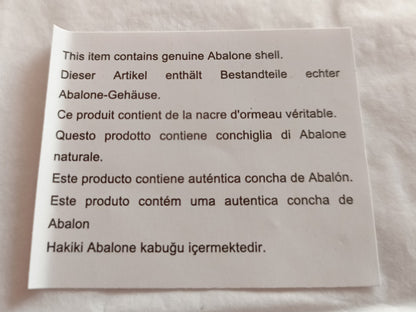 This item contains genuine Abalone shell.
Dieser Artikel enthält Bestandteile echter
Abalone-Gehäuse.
Ce produit contient de la nacre d'ormeau véritable.
Questo prodotto contiene conchiglia di Abalone
naturale.
Este producto contiene auténtica concha de Abalón.
Este produto contém uma autentica concha de
Abalon
Hakiki Abalone kabuğu içermektedir.